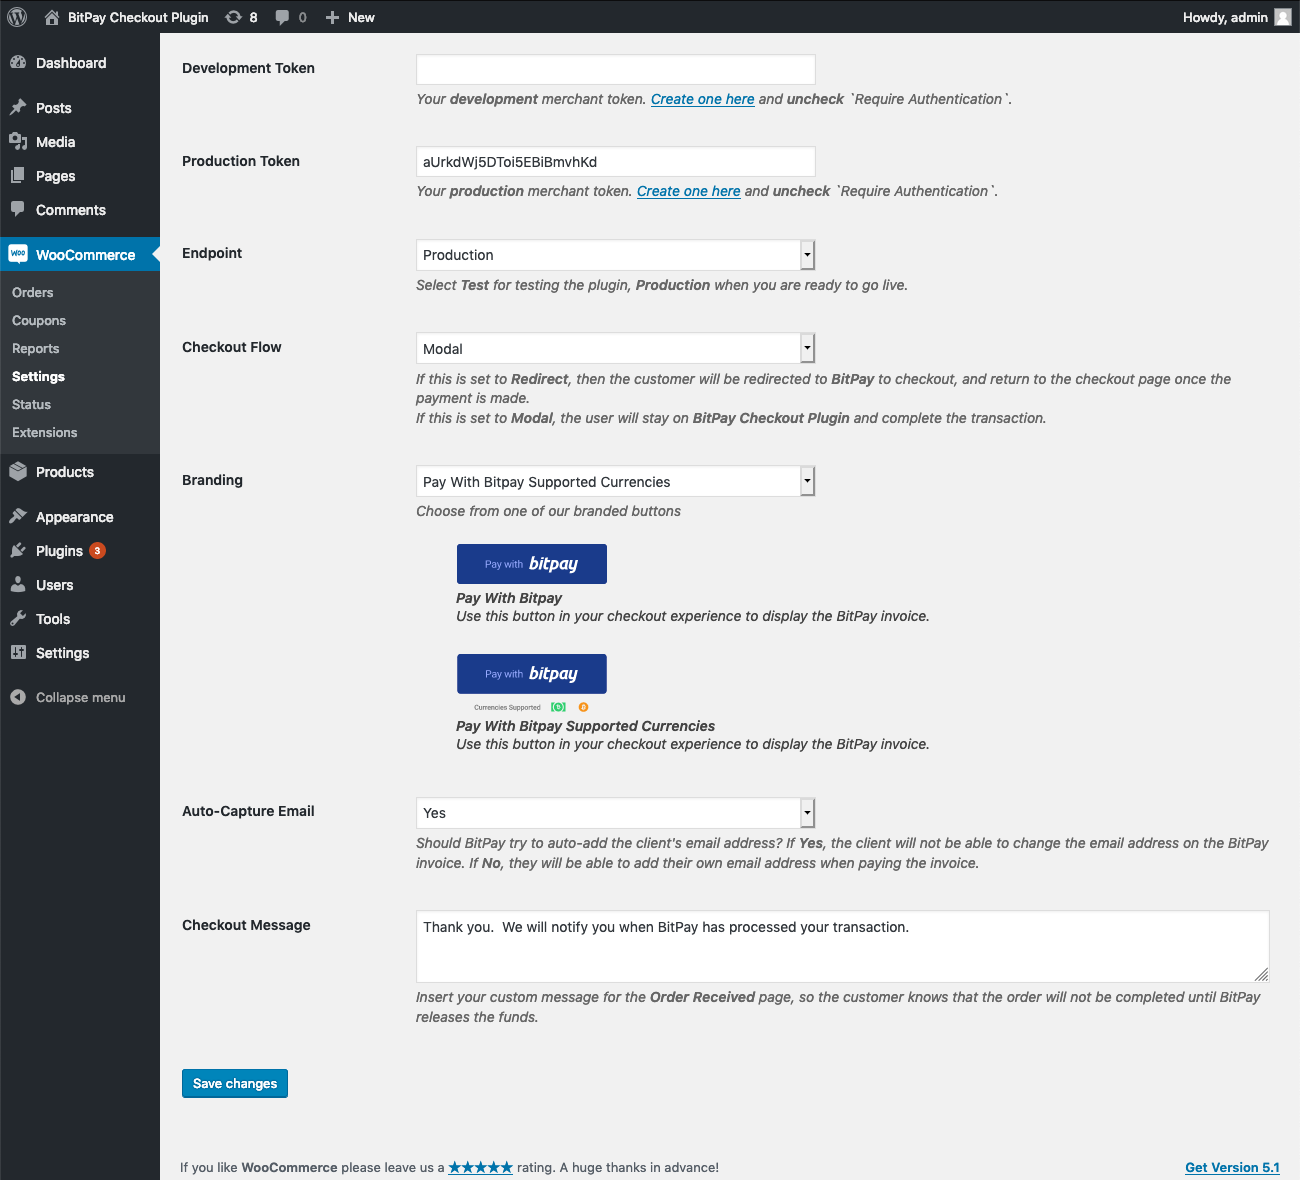 BitPay Checkout Plugin 8 0 New Howdy, admin
Dashboard
Posts
Media
Pages
Comments
WooCommerce
Orders
Coupons
Reports
Settings
Status
Extensions
Products
Appearance
Plugins 3
Users
Tools
Settings
Collapse menu
Development Token
Your development merchant token. Create one here and uncheck `Require Authentication`.
Production Token
aUrkdWj5DToi5EBiBmvhKd
Your production merchant token. Create one here and uncheck `Require Authentication`.
Endpoint
Production
Select Test for testing the plugin, Production when you are ready to go live.
Checkout Flow
Modal
If this is set to Redirect, then the customer will be redirected to BitPay to checkout, and return to the checkout page once the
payment is made.
If this is set to Modal, the user will stay on BitPay Checkout Plugin and complete the transaction.
Branding
Pay With Bitpay Supported Currencies
Choose from one of our branded buttons
Pay with bitpay
Pay With Bitpay
Use this button in your checkout experience to display the BitPay invoice.
Pay with bitpay
Currencies Supported
Pay With Bitpay Supported Currencies
Use this button in your checkout experience to display the BitPay invoice.
Auto-Capture Email
Yes
Should BitPay try to auto-add the client's email address? If Yes, the client will not be able to change the email address on the BitPay
invoice. If No, they will be able to add their own email address when paying the invoice.
Checkout Message
Thank you.  We will notify you when BitPay has processed your transaction.
Insert your custom message for the Order Received page, so the customer knows that the order will not be completed until BitPay
releases the funds.
Save changes
If you like WooCommerce please leave us a ★★★★★ rating. A huge thanks in advance!
Get Version 5.1